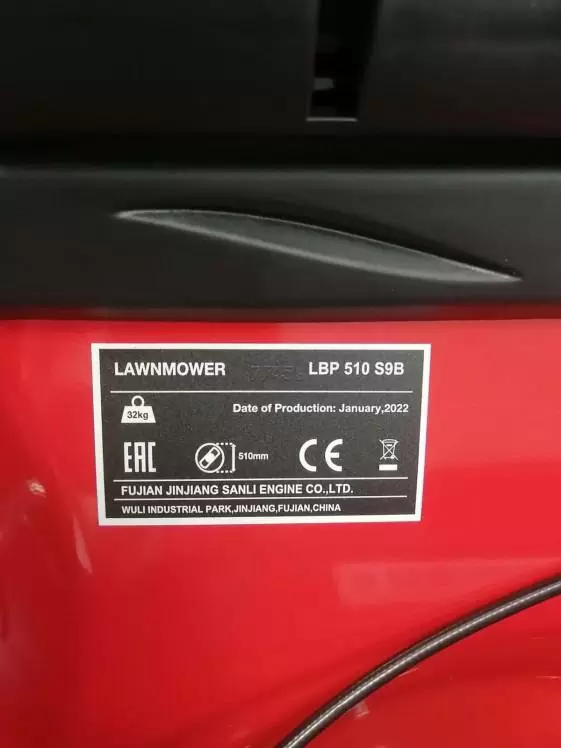 LAWNMOWER LBP 510 S9B
32kg
Date of Production: January,2022
EAC 510mm CE
FUJIAN JINJIANG SANLI ENGINE CO.,LTD.
WULI INDUSTRIAL PARK,JINJIANG,FUJIAN,CHINA